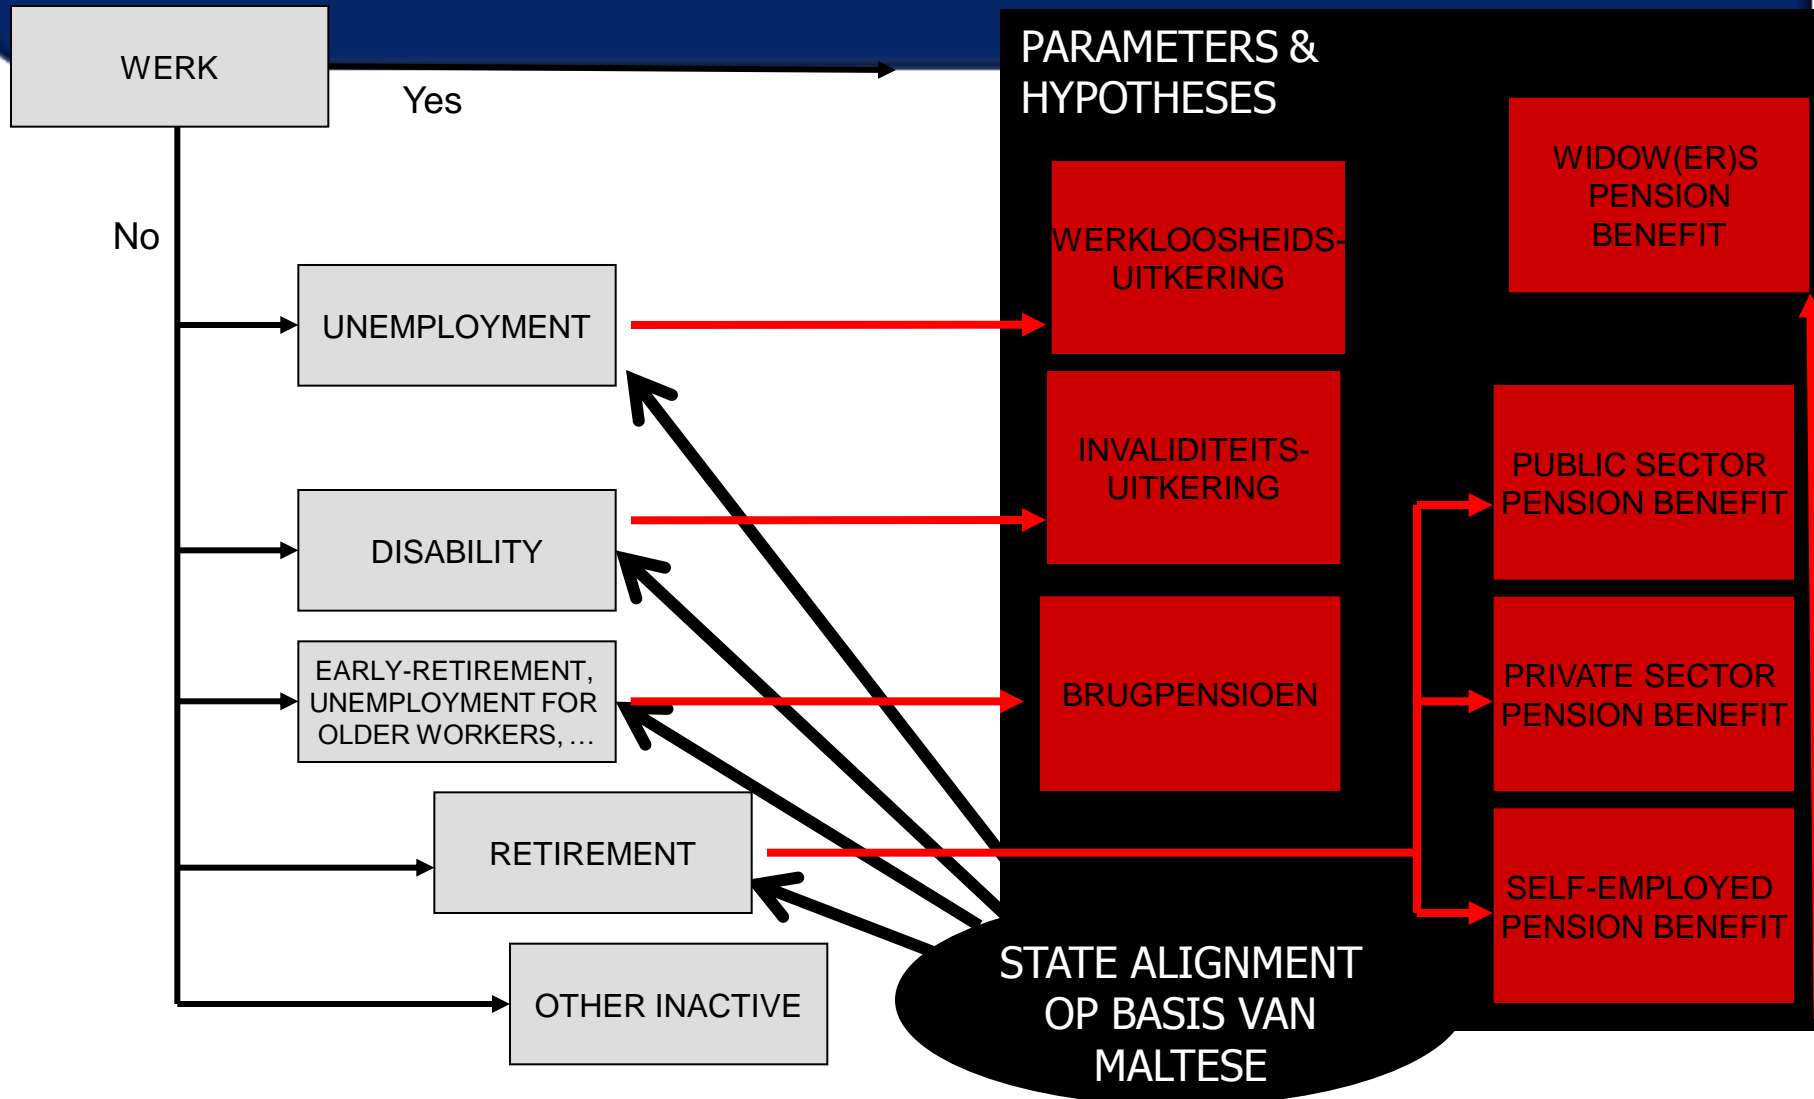 WERK
Yes
No
UNEMPLOYMENT
DISABILITY
EARLY-RETIREMENT,
UNEMPLOYMENT FOR
OLDER WORKERS, …
RETIREMENT
OTHER INACTIVE
PARAMETERS &
HYPOTHESES
WERKLOOSHEIDS-
UITKERING
INVALIDITEITS-
UITKERING
BRUGPENSIOEN
WIDOW(ER)S
PENSION
BENEFIT
PUBLIC SECTOR
PENSION BENEFIT
PRIVATE SECTOR
PENSION BENEFIT
SELF-EMPLOYED
PENSION BENEFIT
STATE ALIGNMENT
OP BASIS VAN
MALTESE